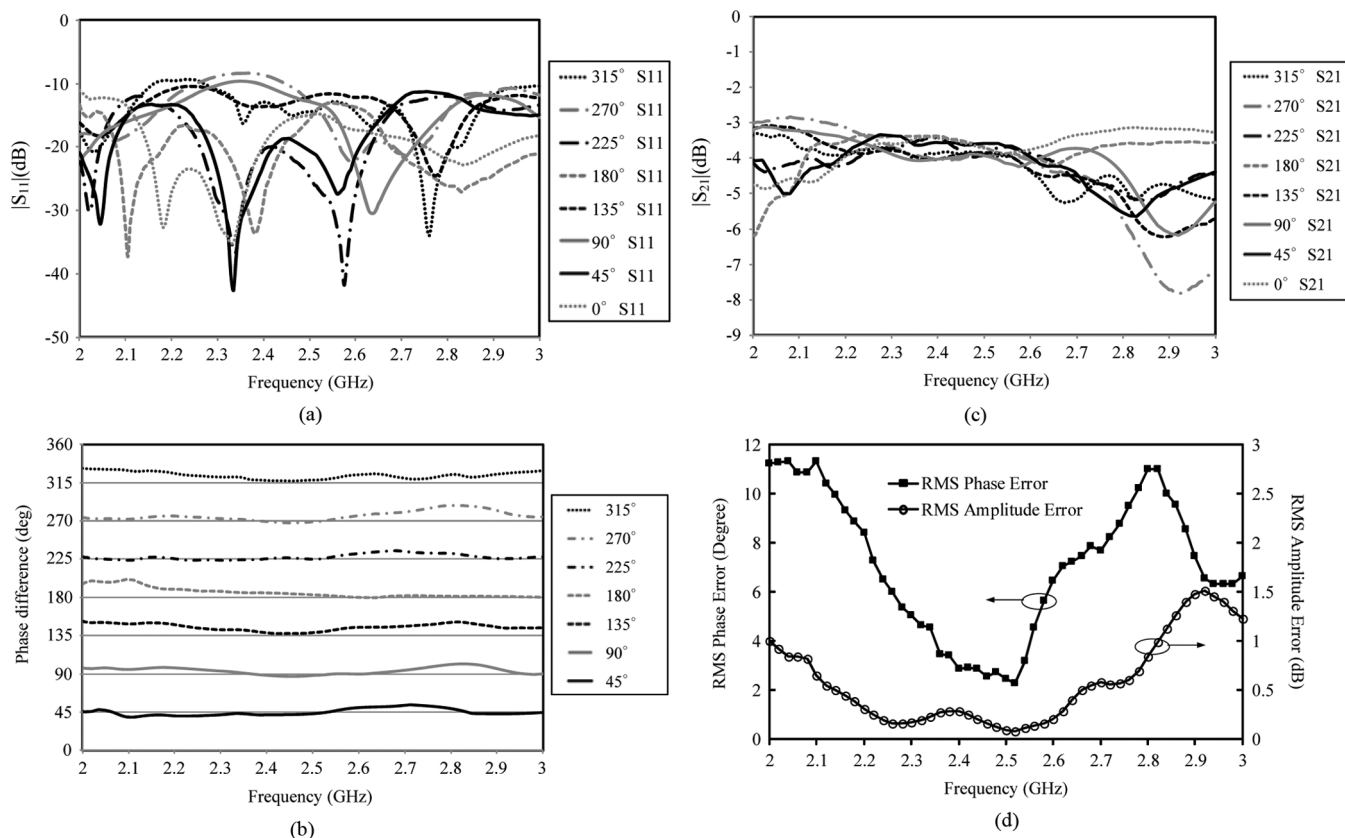 0
-10
-20
-30
-40
-50
|S11|(dB)
2 2.1 2.2 2.3 2.4 2.5 2.6 2.7 2.8 2.9 3
Frequency (GHz)
315° S11
270° S11
225° S11
180° S11
135° S11
90° S11
45° S11
0° S11
(a)
0
-1
-2
-3
-4
-5
-6
-7
-8
-9
|S21|(dB)
2 2.1 2.2 2.3 2.4 2.5 2.6 2.7 2.8 2.9 3
Frequency (GHz)
315° S21
270° S21
225° S21
180° S21
135° S21
90° S21
45° S21
0° S21
(c)
360
315
270
225
180
135
90
45
0
Phase difference (deg)
2 2.1 2.2 2.3 2.4 2.5 2.6 2.7 2.8 2.9 3
Frequency (GHz)
315°
270°
225°
180°
135°
90°
45°
(b)
12
10
8
6
4
2
0
RMS Phase Error (Degree)
RMS Phase Error
RMS Amplitude Error
3
2.5
2
1.5
1
0.5
0
RMS Amplitude Error (dB)
2 2.1 2.2 2.3 2.4 2.5 2.6 2.7 2.8 2.9 3
Frequency (GHz)
(d)